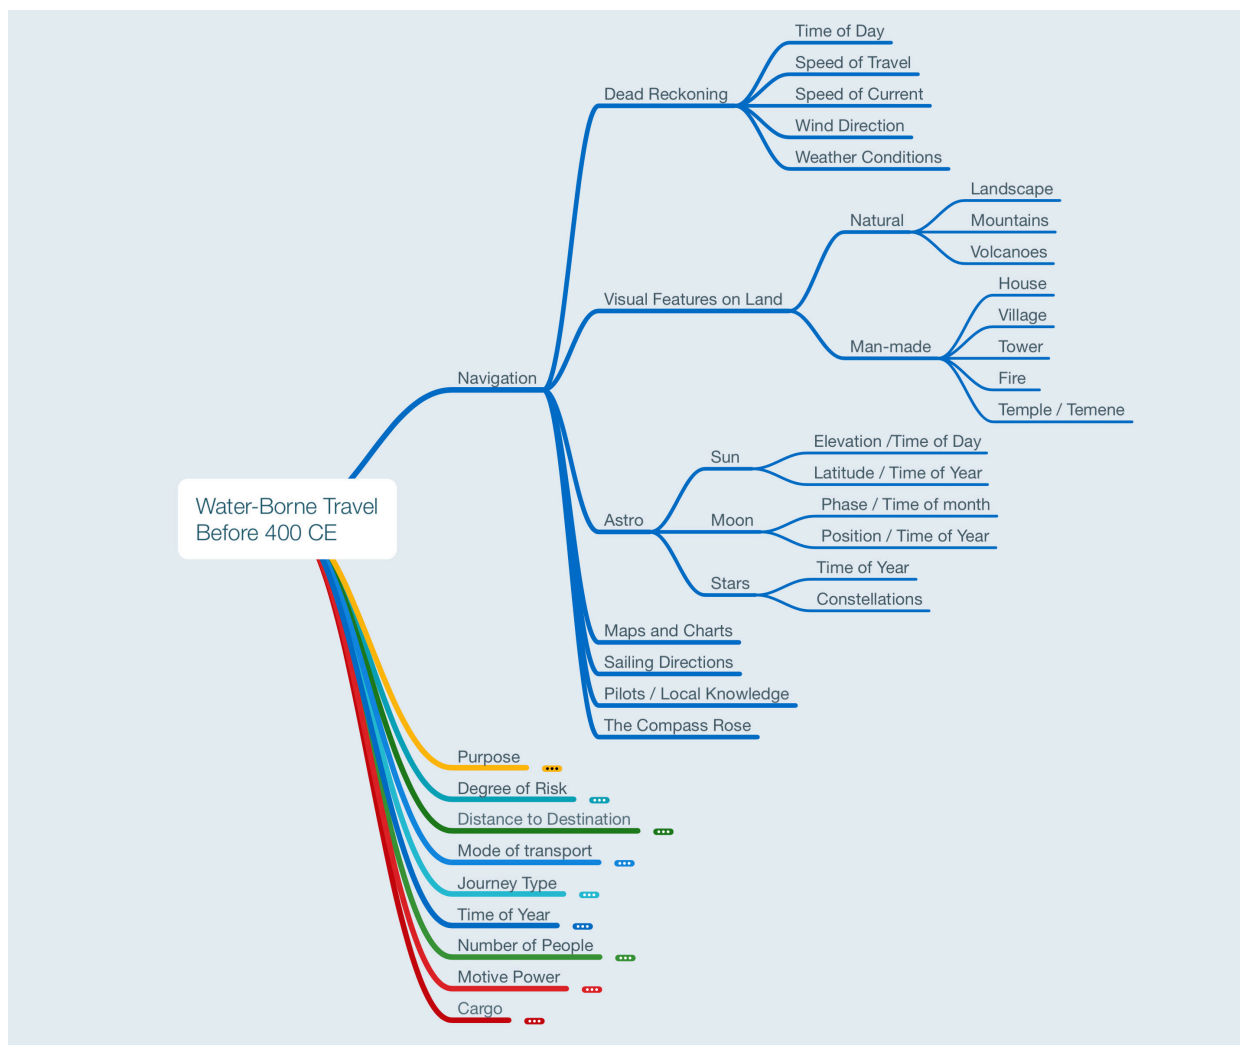 Time of Day
Speed of Travel
Dead Reckoning
Speed of Current
Wind Direction
Weather Conditions
Landscape
Natural
Mountains
Volcanoes
House
Visual Features on Land
Village
Man-made
Tower
Navigation
Fire
Temple / Temene
Elevation /Time of Day
Sun
Latitude / Time of Year
Phase / Time of month
Water-Borne Travel
Before 400 CE
Astro
Moon
Position / Time of Year
Time of Year
Stars
Constellations
Maps and Charts
Sailing Directions
Pilots / Local Knowledge
The Compass Rose
Purpose
Degree of Risk
Distance to Destination
Mode of transport
Journey Type
Time of Year
Number of People
Motive Power
Cargo